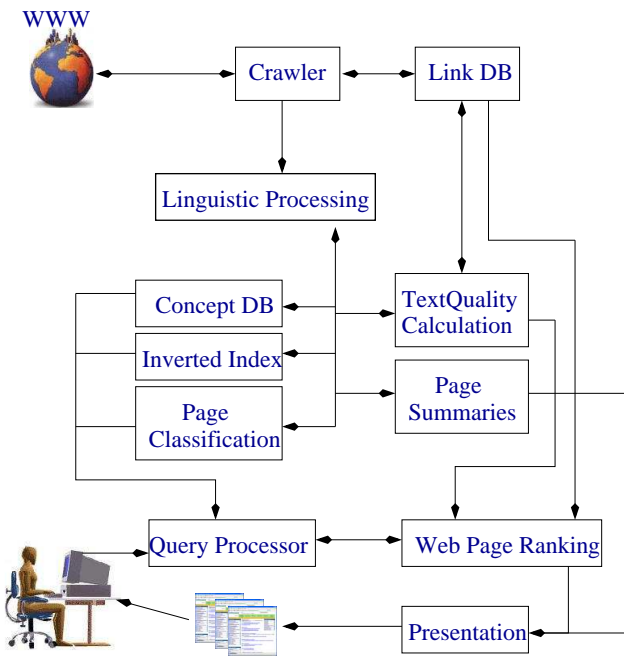 WWW
Crawler
Link DB
Linguistic Processing
Concept DB
TextQuality
Calculation
Inverted Index
Page
Classification
Page
Summaries
Query Processor
Web Page Ranking
Presentation